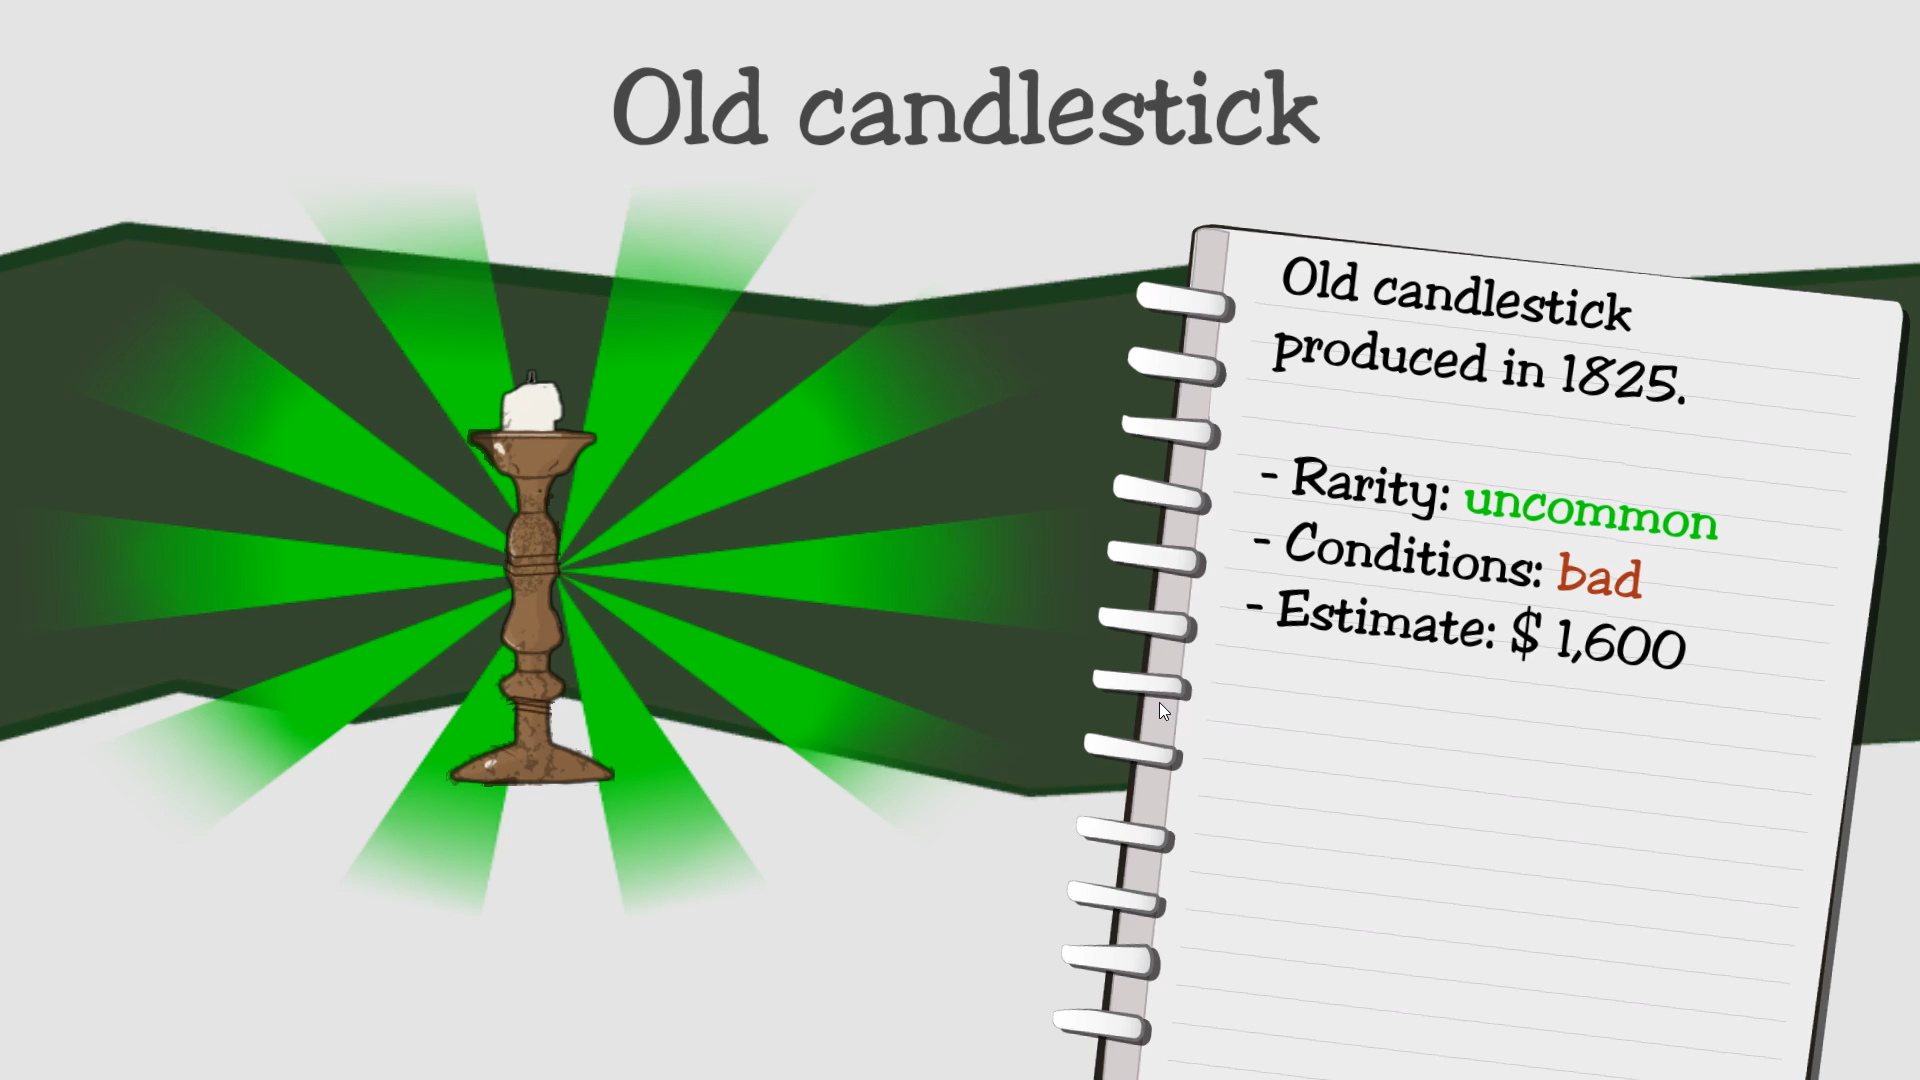 Old candlestick
Old candlestick
produced in 1825.
- Rarity: uncommon
- Conditions: bad
- Estimate: $ 1,600